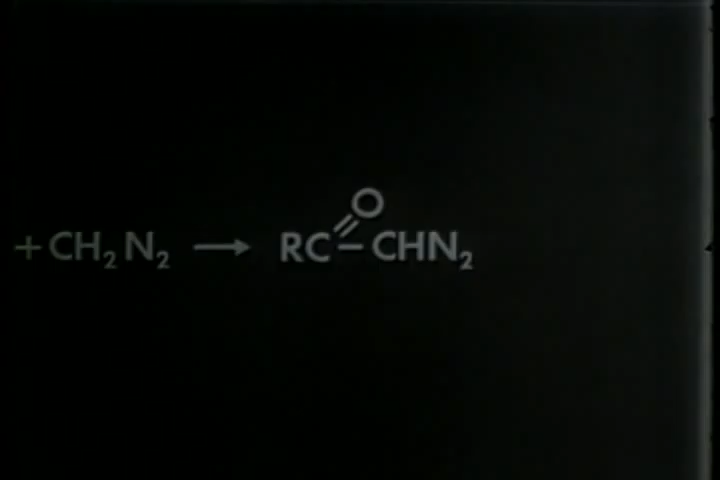 O
+ CH₂N₂ → RC – CHN₂